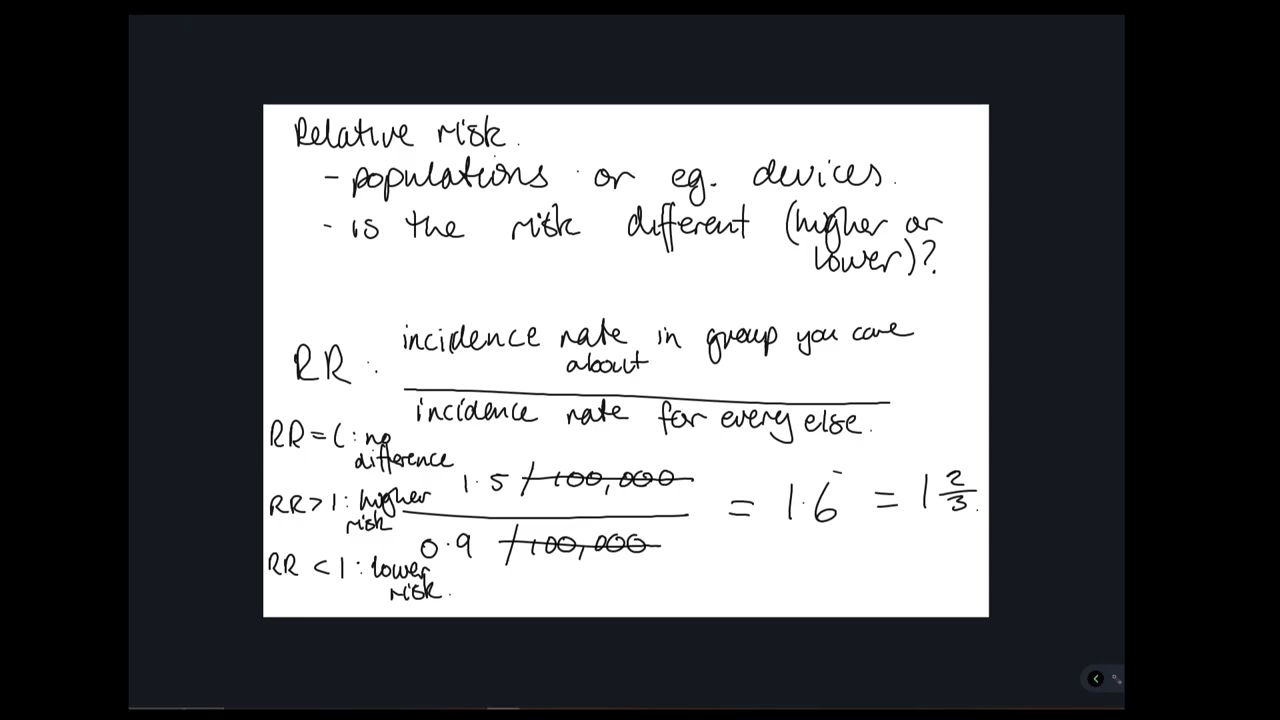 Relative risk.
- populations or eg. devices.
- is the risk different (higher or
lower)?
RR : incidence rate in group you care
about
incidence rate for every else.
RR = 1 : no
difference
RR > 1 : higher
risk
RR < 1 : lower
risk.
1.5 /100,000
0.9 /100,000
= 1.6̄ = 1 2/3.